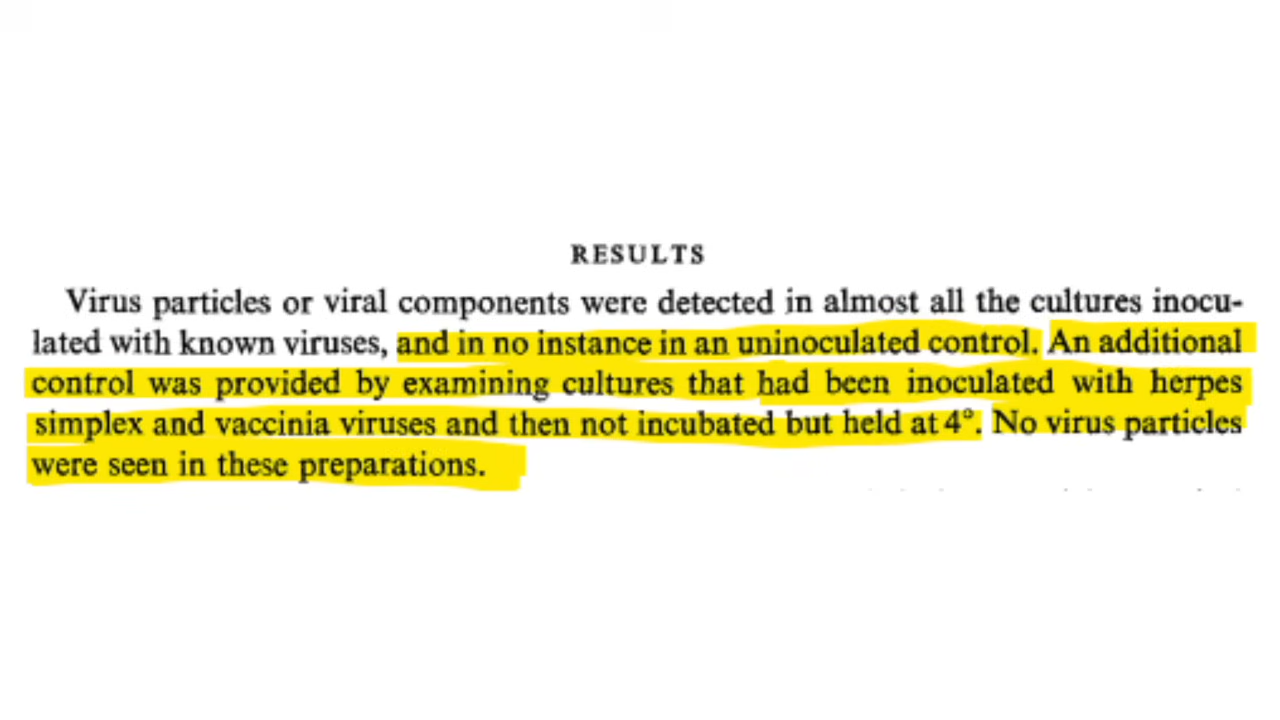 RESULTS
Virus particles or viral components were detected in almost all the cultures inocu-
lated with known viruses, and in no instance in an uninoculated control. An additional
control was provided by examining cultures that had been inoculated with herpes
simplex and vaccinia viruses and then not incubated but held at 4°. No virus particles
were seen in these preparations.